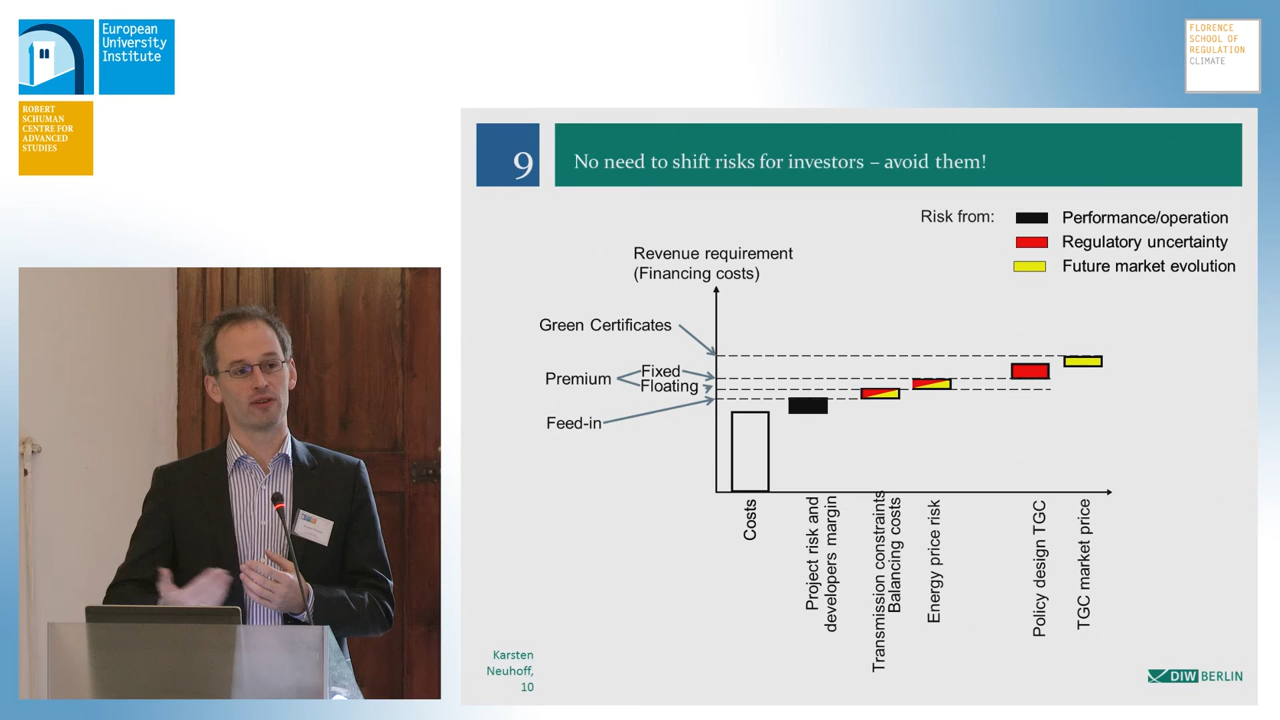 European
University
Institute
ROBERT
SCHUMAN
CENTRE FOR
ADVANCED
STUDIES
FLORENCE
SCHOOL OF
REGULATION
CLIMATE
9
No need to shift risks for investors – avoid them!
Risk from:
Performance/operation
Regulatory uncertainty
Future market evolution
Revenue requirement
(Financing costs)
Green Certificates
Premium
Fixed
Floating
Feed-in
Costs
Project risk and
developers margin
Transmission constraints
Balancing costs
Energy price risk
Policy design TGC
TGC market price
Karsten
Neuhoff,
10
DIW BERLIN